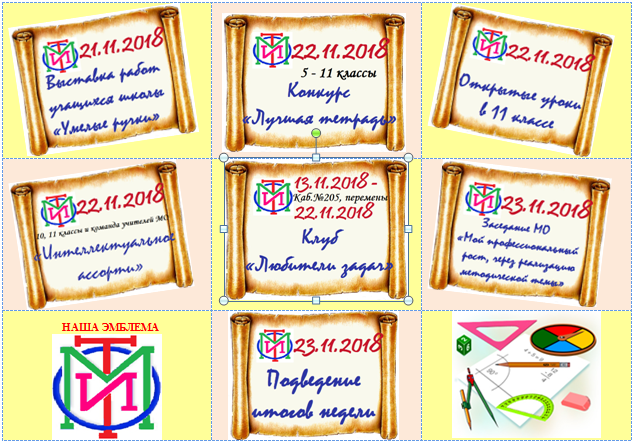 21.11.2018
Выставка работ
учащихся школы
«Умелые ручки»
22.11.2018
5 - 11 классы
Конкурс
«Лучшая тетрадь»
22.11.2018
Открытые уроки
в 11 классе
22.11.2018
10, 11 классы и команда учителей МО
«Интеллектуальное
ассорти»
13.11.2018 -
Каб.№205, перемены
22.11.2018
Клуб
«Любители задач»
23.11.2018
Заседание МО
«Мой профессиональный
рост, через реализацию
методической темы»
НАША ЭМБЛЕМА
ТМИ
23.11.2018
Подведение
итогов недели
90°